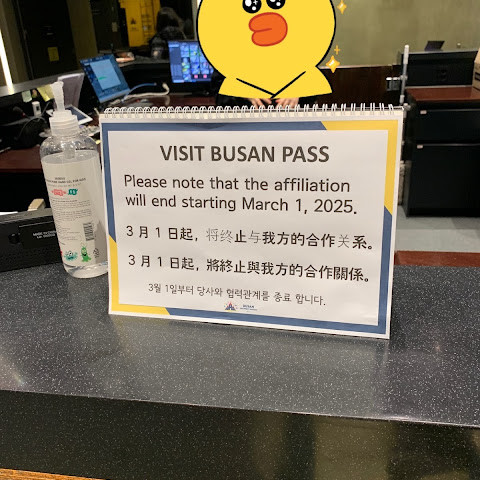 VISIT BUSAN PASS
Please note that the affiliation
will end starting March 1, 2025.
3 月 1 日起，将终止与我方的合作关系。
3 月 1 日起，將終止與我方的合作關係。
3월 1일부터 당사와 협력관계를 종료 합니다.
BUSAN